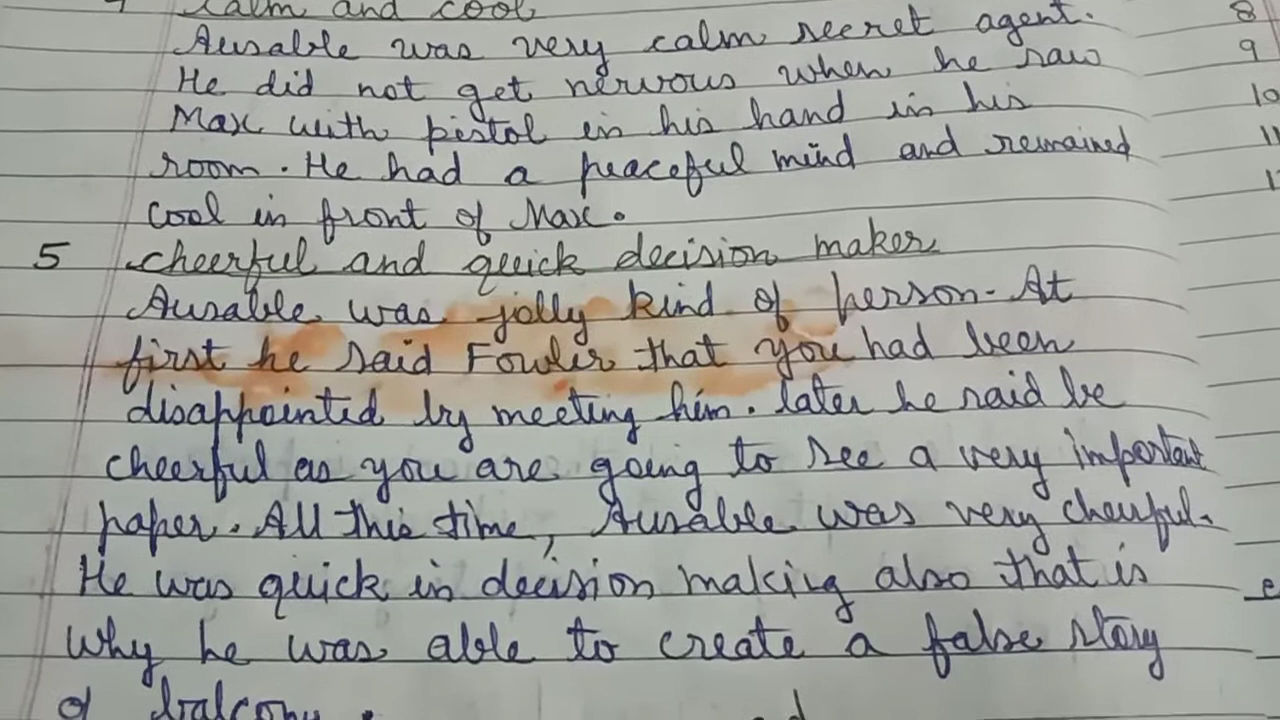 calm and cool
Ausable was very calm secret agent. 8
He did not get nervous when he saw 9
Max with pistol in his hand in his 10
room. He had a peaceful mind and remained 11
cool in front of Max.
5 cheerful and quick decision maker
Ausable was jolly kind of person. At
first he said Fowler that you had been
disappointed by meeting him. later he said be
cheerful as you are going to see a very important
paper. All this time, Ausable was very cheerful.
He was quick in decision making also that is
why he was able to create a false story
of balcony.